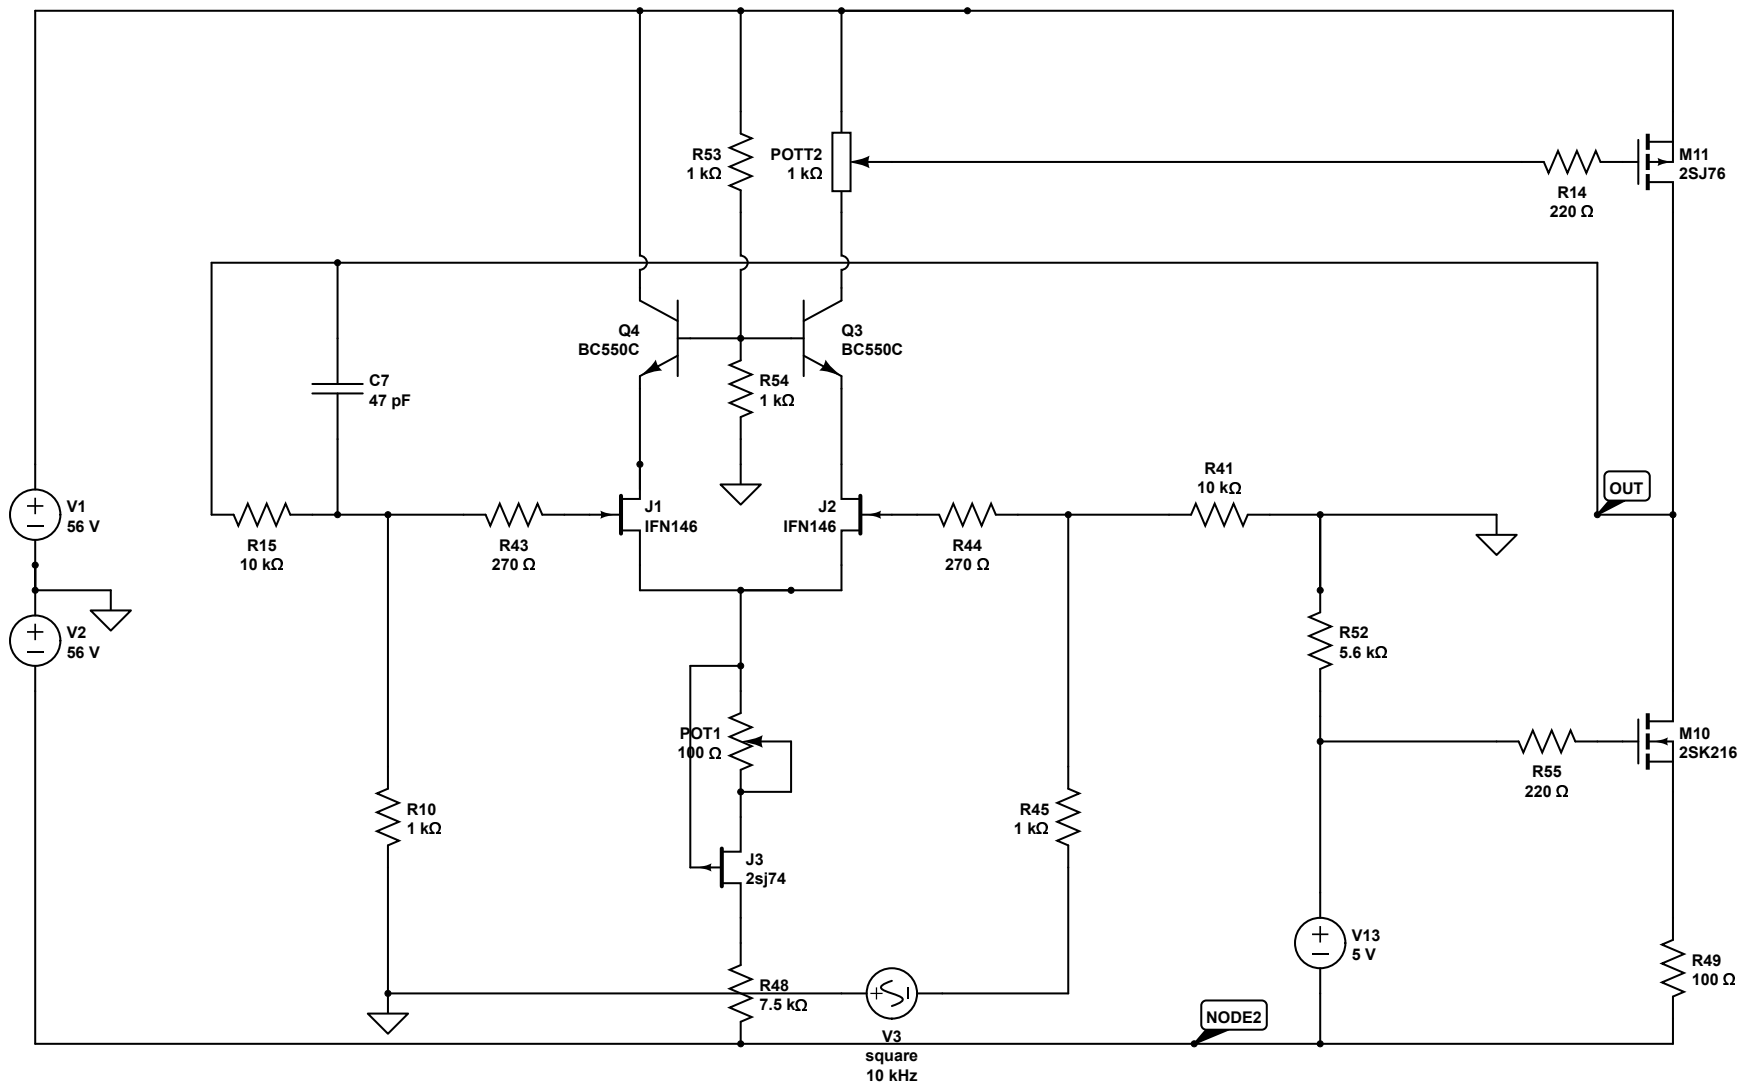 R53
1 kΩ
POTT2
1 kΩ
M11
2SJ76
R14
220 Ω
Q4
BC550C
Q3
BC550C
C7
47 pF
R54
1 kΩ
R41
10 kΩ
OUT
V1
56 V
J1
IFN146
J2
IFN146
R15
10 kΩ
R43
270 Ω
R44
270 Ω
V2
56 V
R52
5.6 kΩ
POT1
100 Ω
M10
2SK216
R55
220 Ω
R10
1 kΩ
R45
1 kΩ
J3
2sj74
V13
5 V
R49
100 Ω
R48
7.5 kΩ
NODE2
V3
square
10 kHz